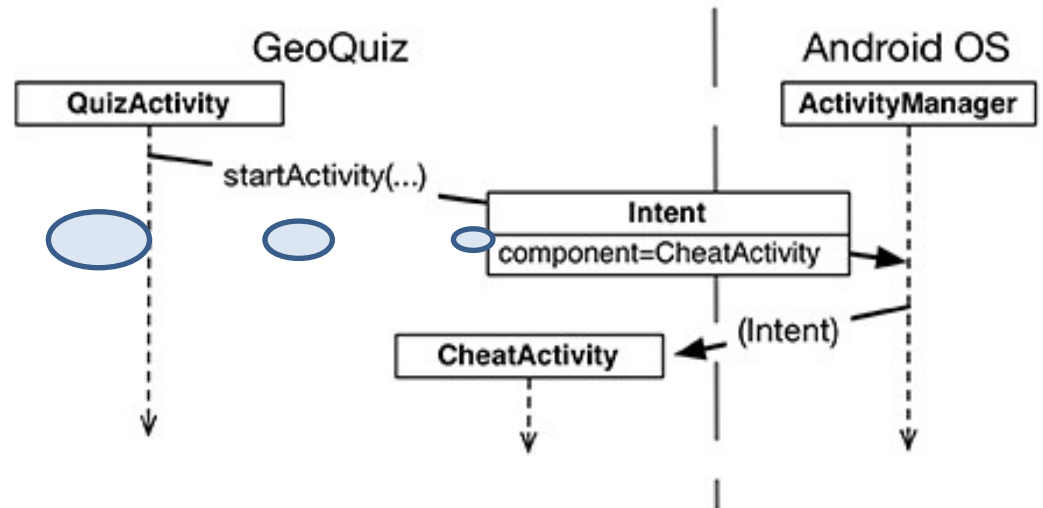 GeoQuiz
Android OS
QuizActivity
ActivityManager
startActivity(...)
Intent
component=CheatActivity
(Intent)
CheatActivity